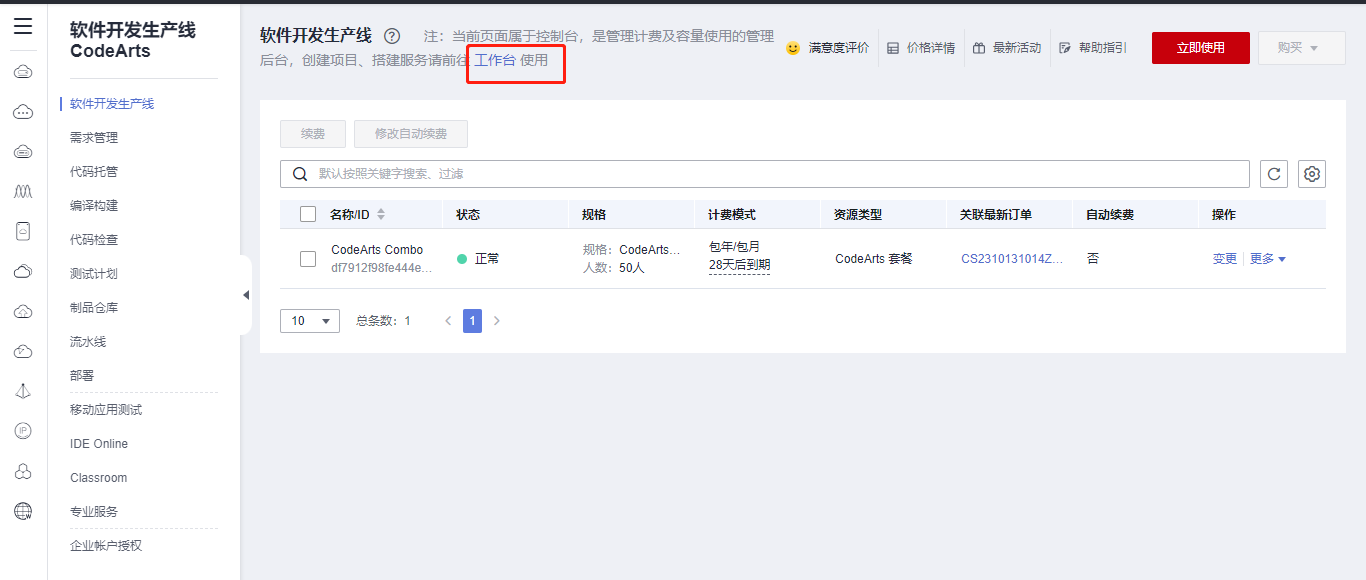 软件开发生产线
CodeArts
软件开发生产线
需求管理
代码托管
编译构建
代码检查
测试计划
制品仓库
流水线
部署
移动应用测试
IDE Online
Classroom
专业服务
企业帐户授权
IP
软件开发生产线 ? 注：当前页面属于控制台，是管理计费及容量使用的管理
后台，创建项目、搭建服务请前往 工作台 使用
满意度评价 价格详情 最新活动 帮助指引 立即使用 购买
续费 修改自动续费
默认按照关键字搜索、过滤
名称/ID 状态 规格 计费模式 资源类型 关联最新订单 自动续费 操作
CodeArts Combo 正常 规格：CodeArts... 包年/包月 CodeArts 套餐 CS2310131014Z... 否 变更 更多
df7912f98fe444e... 人数：50人 28天后到期
10 总条数：1 < 1 >